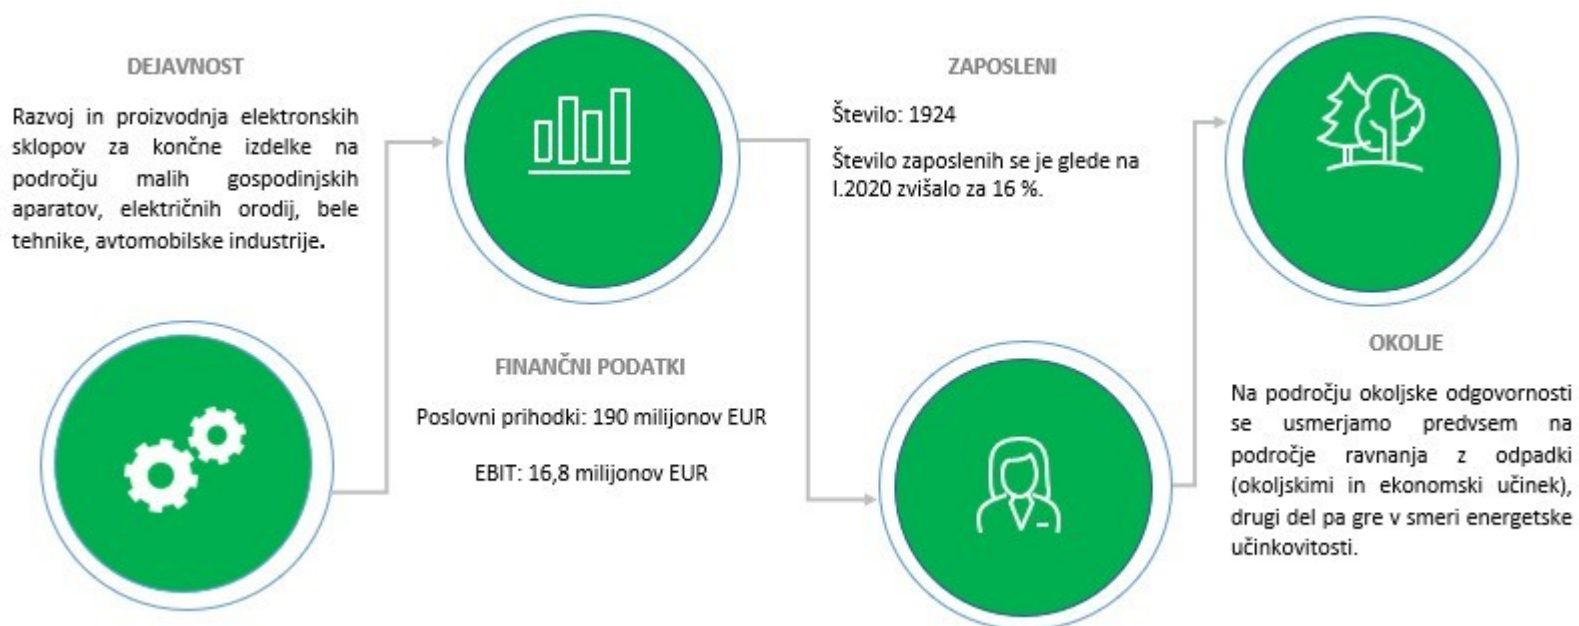 DEJAVNOST
Razvoj in proizvodnja elektronskih
sklopov za končne izdelke na
področju malih gospodinjskih
aparatov, električnih orodij, bele
tehnike, avtomobilske industrije.
FINANČNI PODATKI
Poslovni prihodki: 190 milijonov EUR
EBIT: 16,8 milijonov EUR
ZAPOSLENI
Število: 1924
Število zaposlenih se je glede na
l.2020 zvišalo za 16 %.
OKOLJE
Na področju okoljske odgovornosti
se usmerjamo predvsem na
področje ravnanja z odpadki
(okoljskimi in ekonomski učinek),
drugi del pa gre v smeri energetske
učinkovitosti.